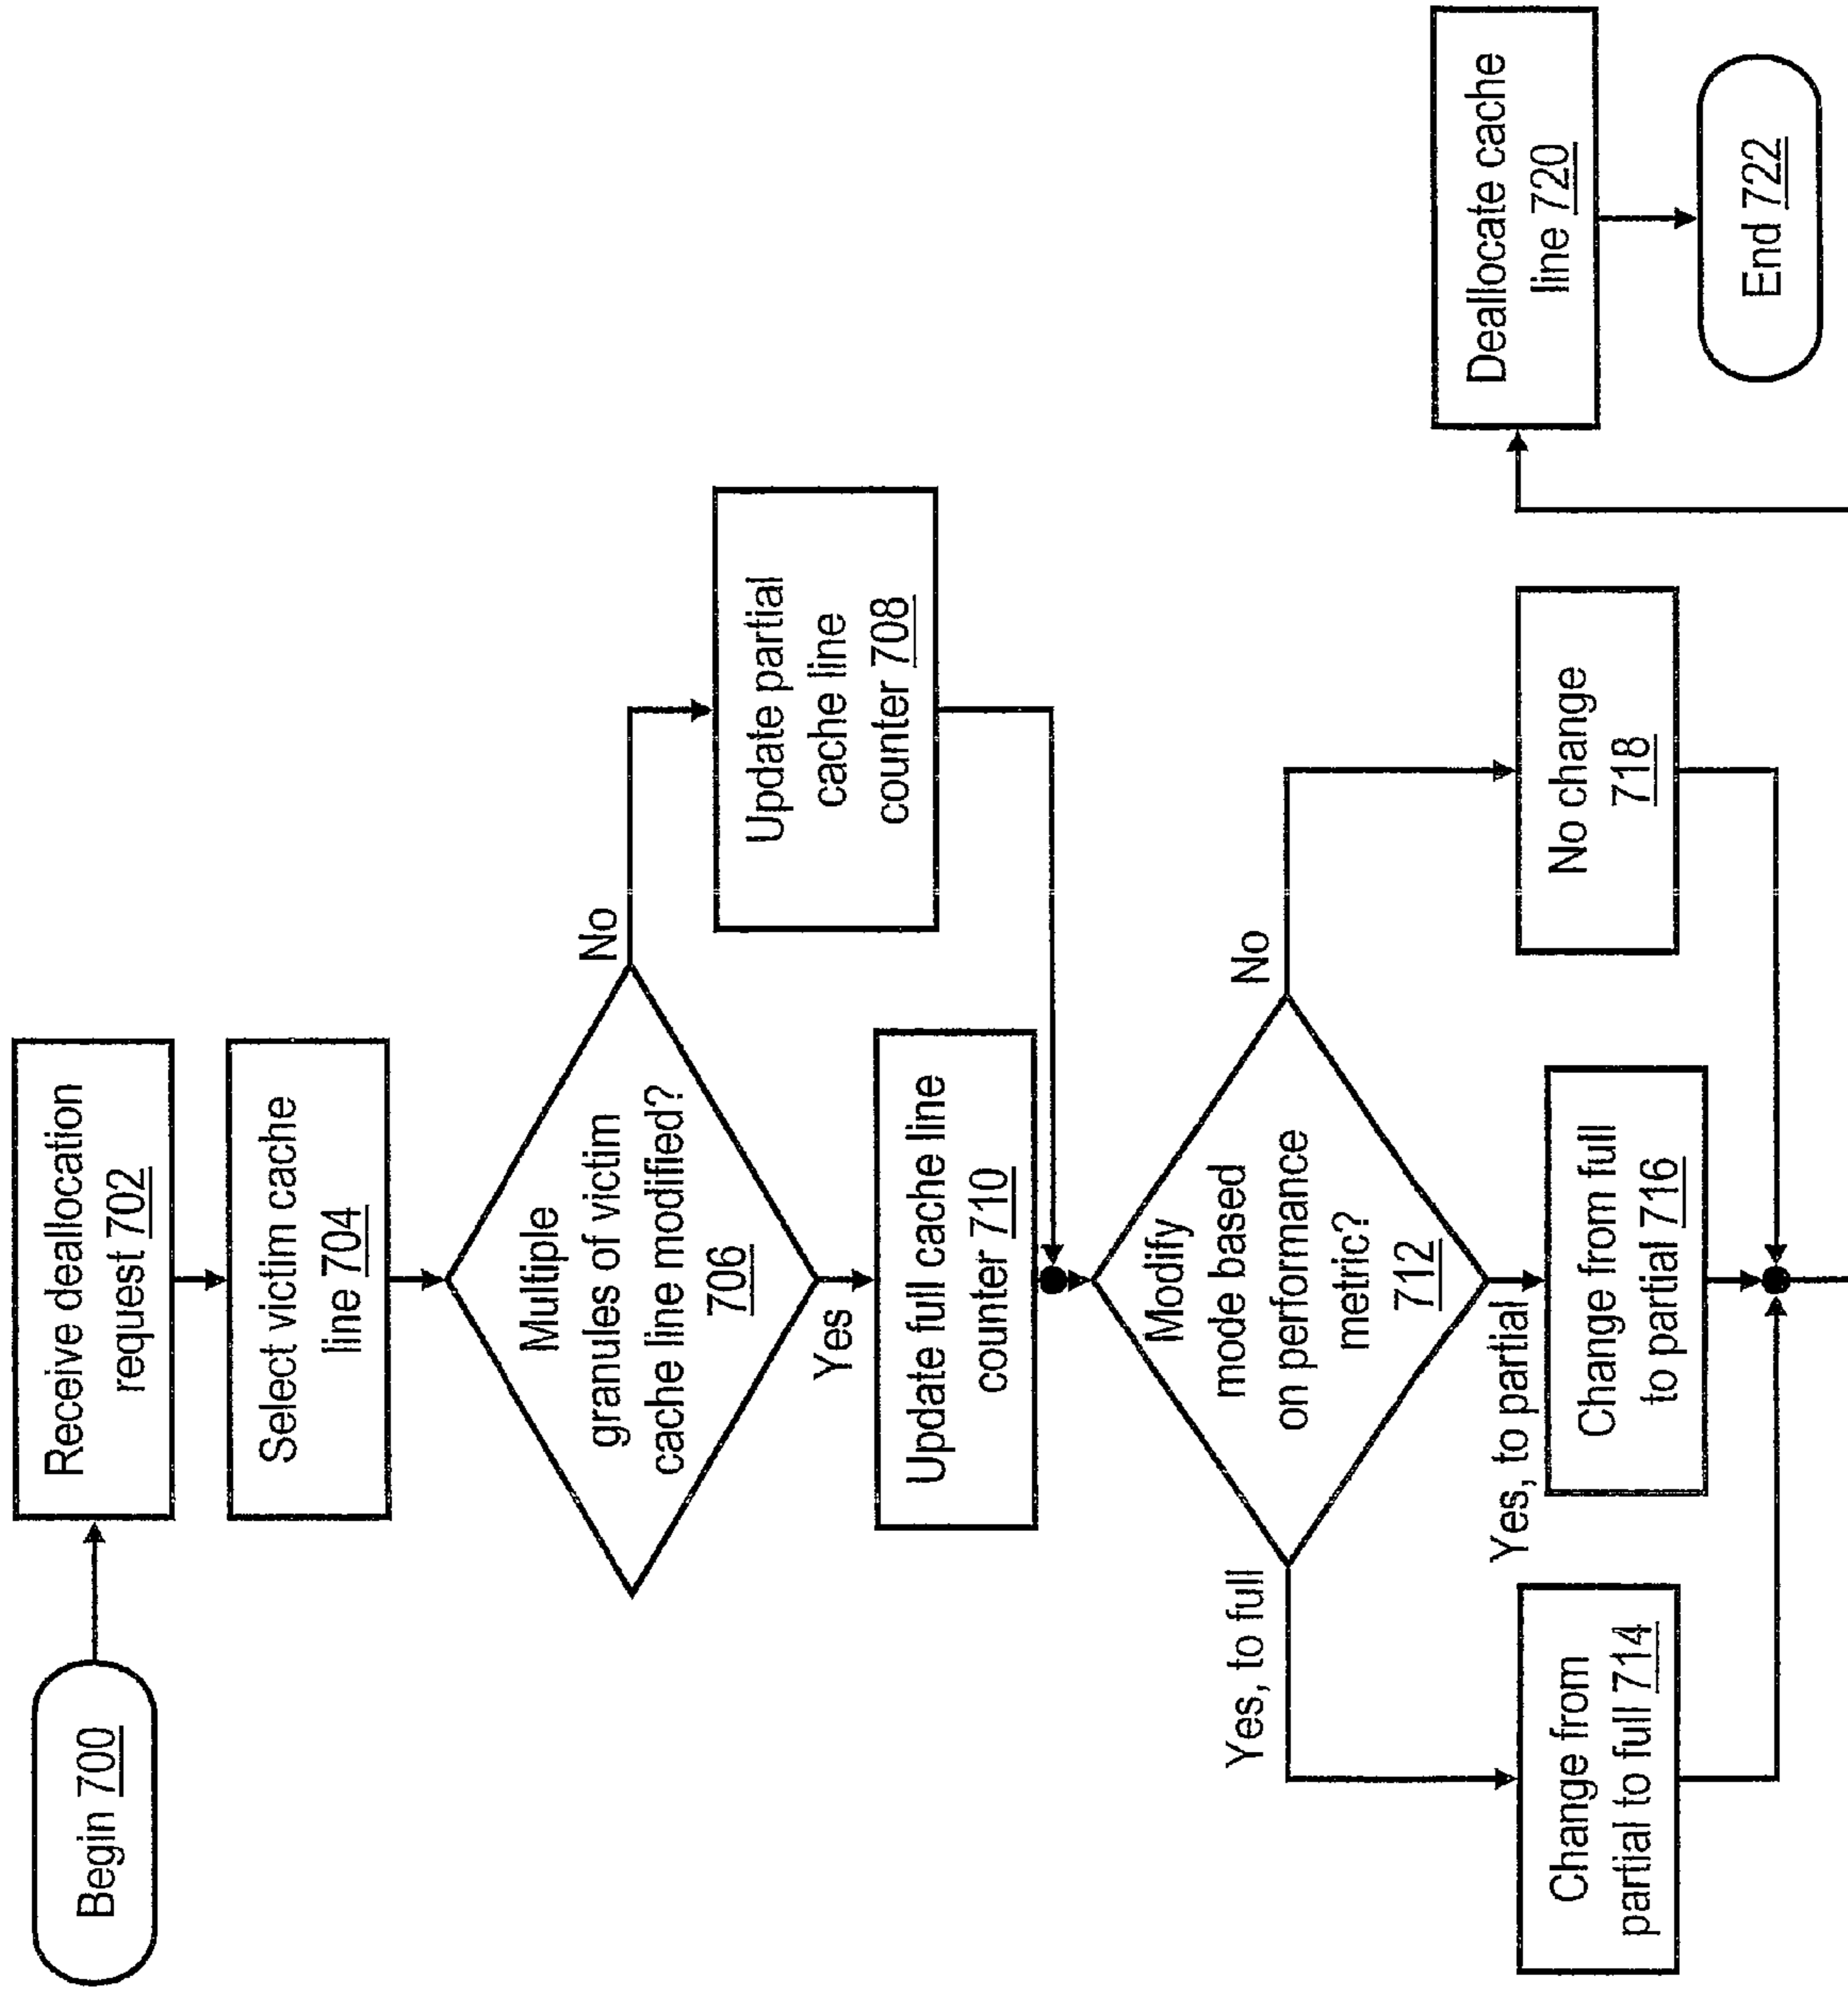 Begin 700
Receive deallocation
request 702
Select victim cache
line 704
Multiple
granules of victim
cache line modified?
706
No
Update partial
cache line
counter 708
Yes
Update full cache line
counter 710
Modify
mode based
on performance
metric?
712
Yes, to full
Change from
partial to full 714
Yes, to partial
Change from full
to partial 716
No
No change
718
Deallocate cache
line 720
End 722